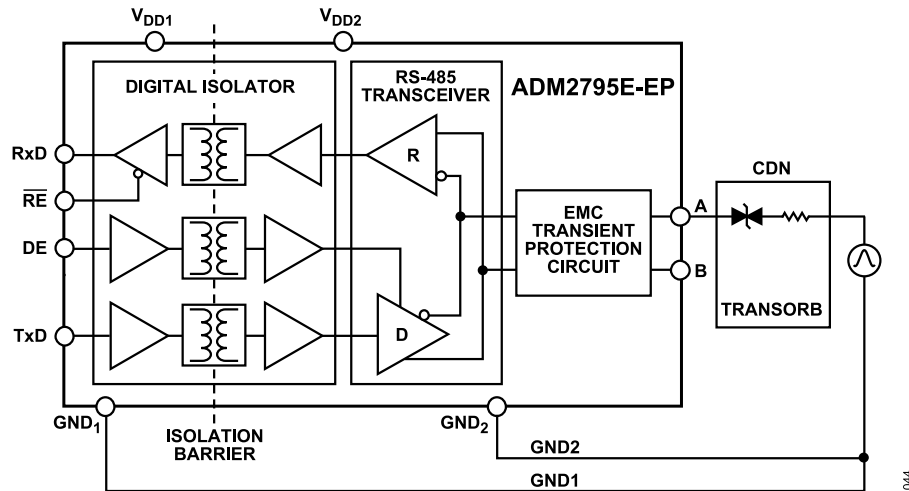 VDD1
VDD2
DIGITAL ISOLATOR
RS-485
TRANSCEIVER
ADM2795E-EP
RxD
RE
DE
TxD
R
D
EMC
TRANSIENT
PROTECTION
CIRCUIT
A
B
CDN
TRANSORB
GND1
ISOLATION
BARRIER
GND2
GND2
GND1
044